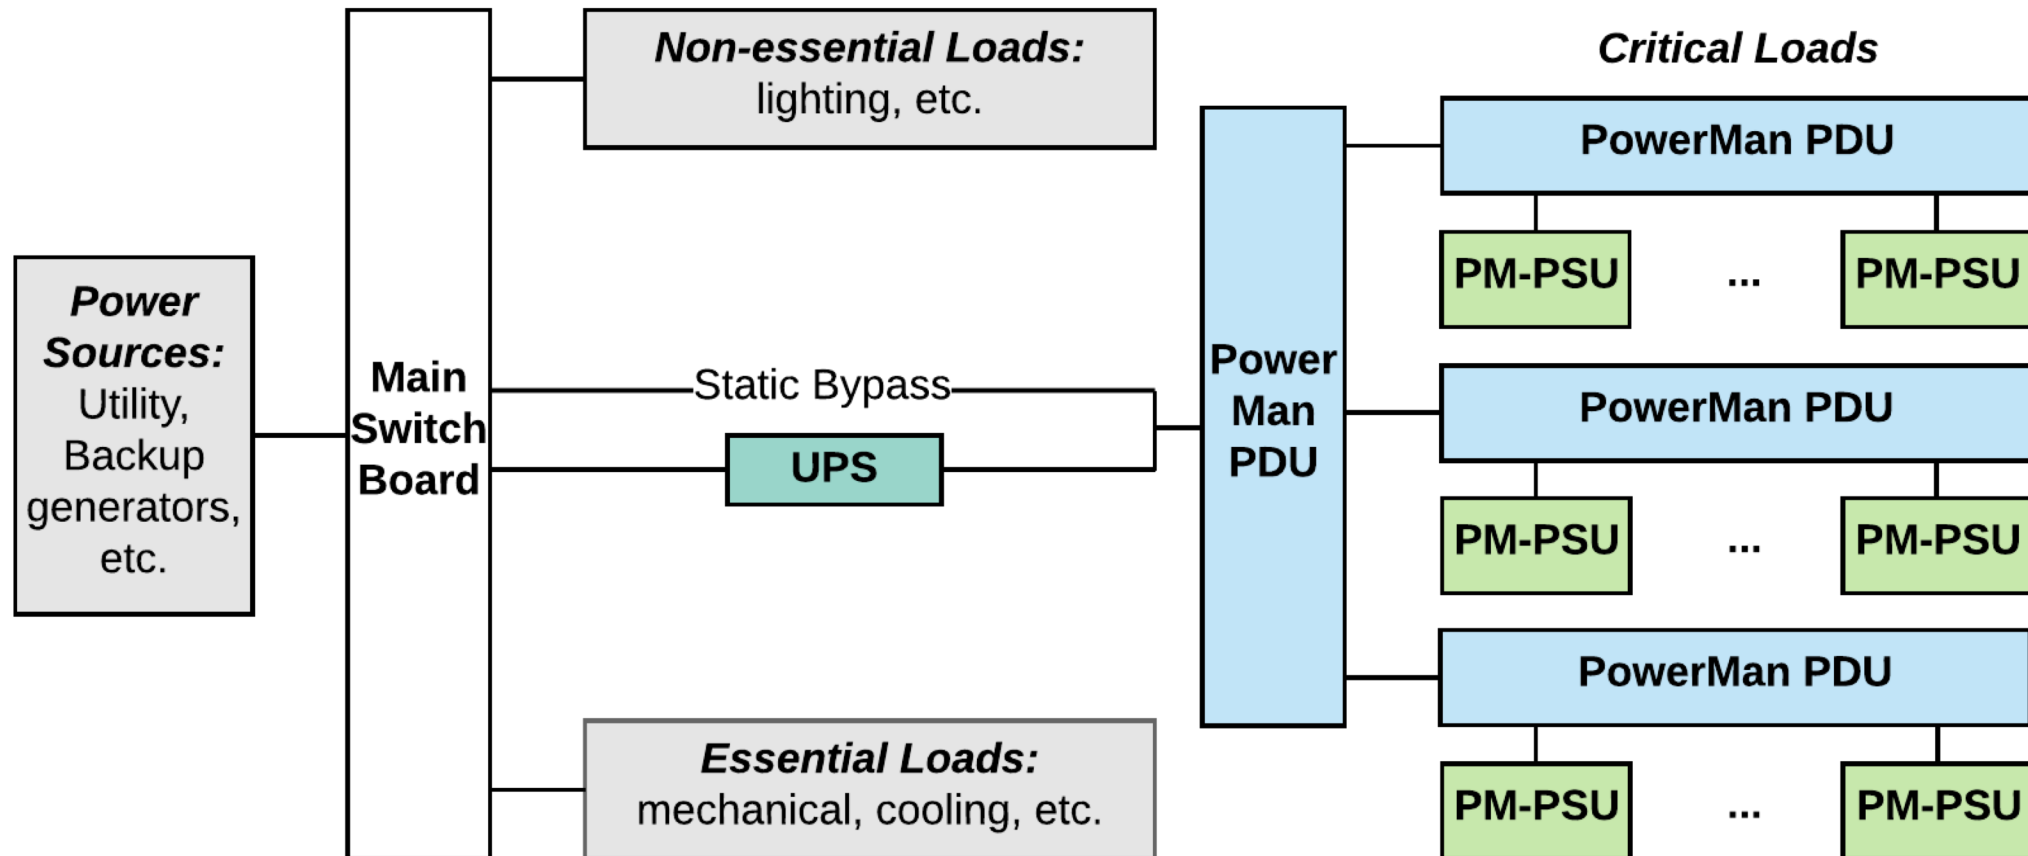 Power
Sources:
Utility,
Backup
generators,
etc.
Main
Switch
Board
Non-essential Loads:
lighting, etc.
Static Bypass
UPS
Essential Loads:
mechanical, cooling, etc.
Power
Man
PDU
Critical Loads
PowerMan PDU
PM-PSU ... PM-PSU
PowerMan PDU
PM-PSU ... PM-PSU
PowerMan PDU
PM-PSU ... PM-PSU